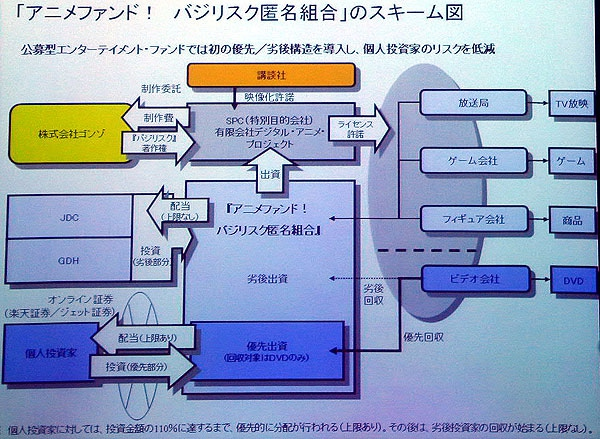 「アニメファンド！　バジリスク匿名組合」のスキーム図
公募型エンターテイメント・ファンドでは初の優先／劣後構造を導入し、個人投資家のリスクを低減
講談社
制作委託
映像化許諾
株式会社ゴンゾ
制作費
『バジリスク』
著作権
SPC（特別目的会社）
有限会社デジタル・アニメ・
プロジェクト
ライセンス
許諾
放送局
TV放映
ゲーム会社
ゲーム
フィギュア会社
商品
ビデオ会社
DVD
出資
JDC
GDH
配当
（上限なし）
投資
（劣後部分）
『アニメファンド！
バジリスク匿名組合』
劣後出資
劣後
回収
オンライン証券
（楽天証券／ジェット証券）
個人投資家
配当（上限あり）
投資（優先部分）
優先出資
（回収対象はDVDのみ）
優先回収
個人投資家に対しては、投資金額の110％に達するまで、優先的に分配が行われる（上限あり）。その後は、劣後投資家の回収が始まる（上限なし）。